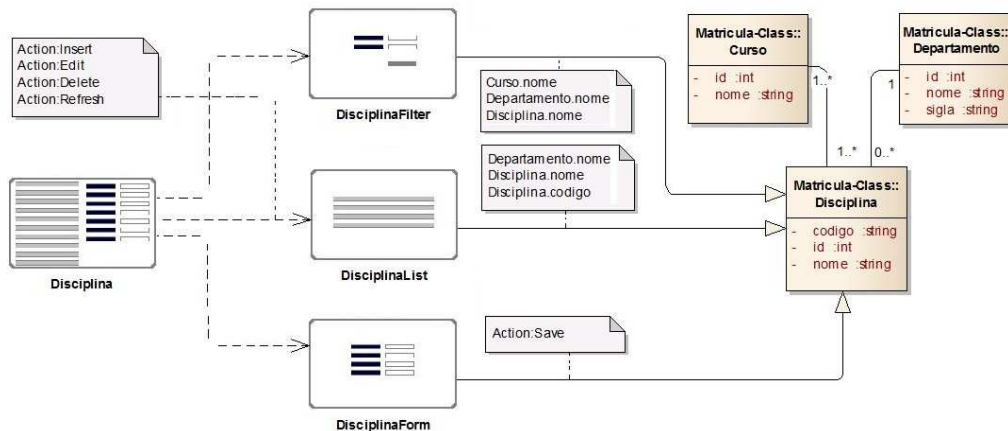 Action:Insert
Action:Edit
Action:Delete
Action:Refresh
Disciplina
DisciplinaFilter
DisciplinaList
DisciplinaForm
Curso.nome
Departamento.nome
Disciplina.nome
Departamento.nome
Disciplina.nome
Disciplina.codigo
Action:Save
Matricula-Class::
Curso
- id :int
- nome :string
1..*
1..*
Matricula-Class::
Departamento
- id :int
- nome :string
- sigla :string
1
0..*
Matricula-Class::
Disciplina
- codigo :string
- id :int
- nome :string